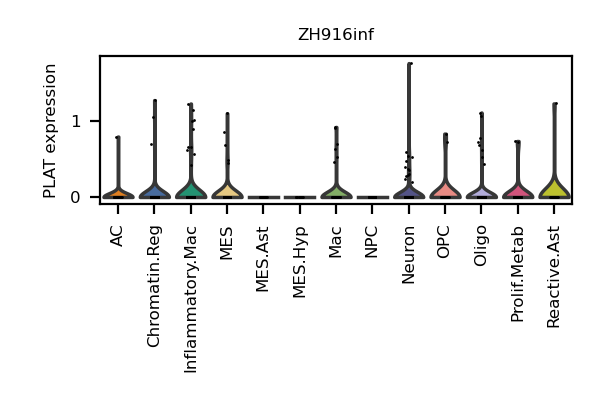 ZH916inf
PLAT expression
1
0
AC
Chromatin.Reg
Inflammatory.Mac
MES
MES.Ast
MES.Hyp
Mac
NPC
Neuron
OPC
Oligo
Prolif.Metab
Reactive.Ast